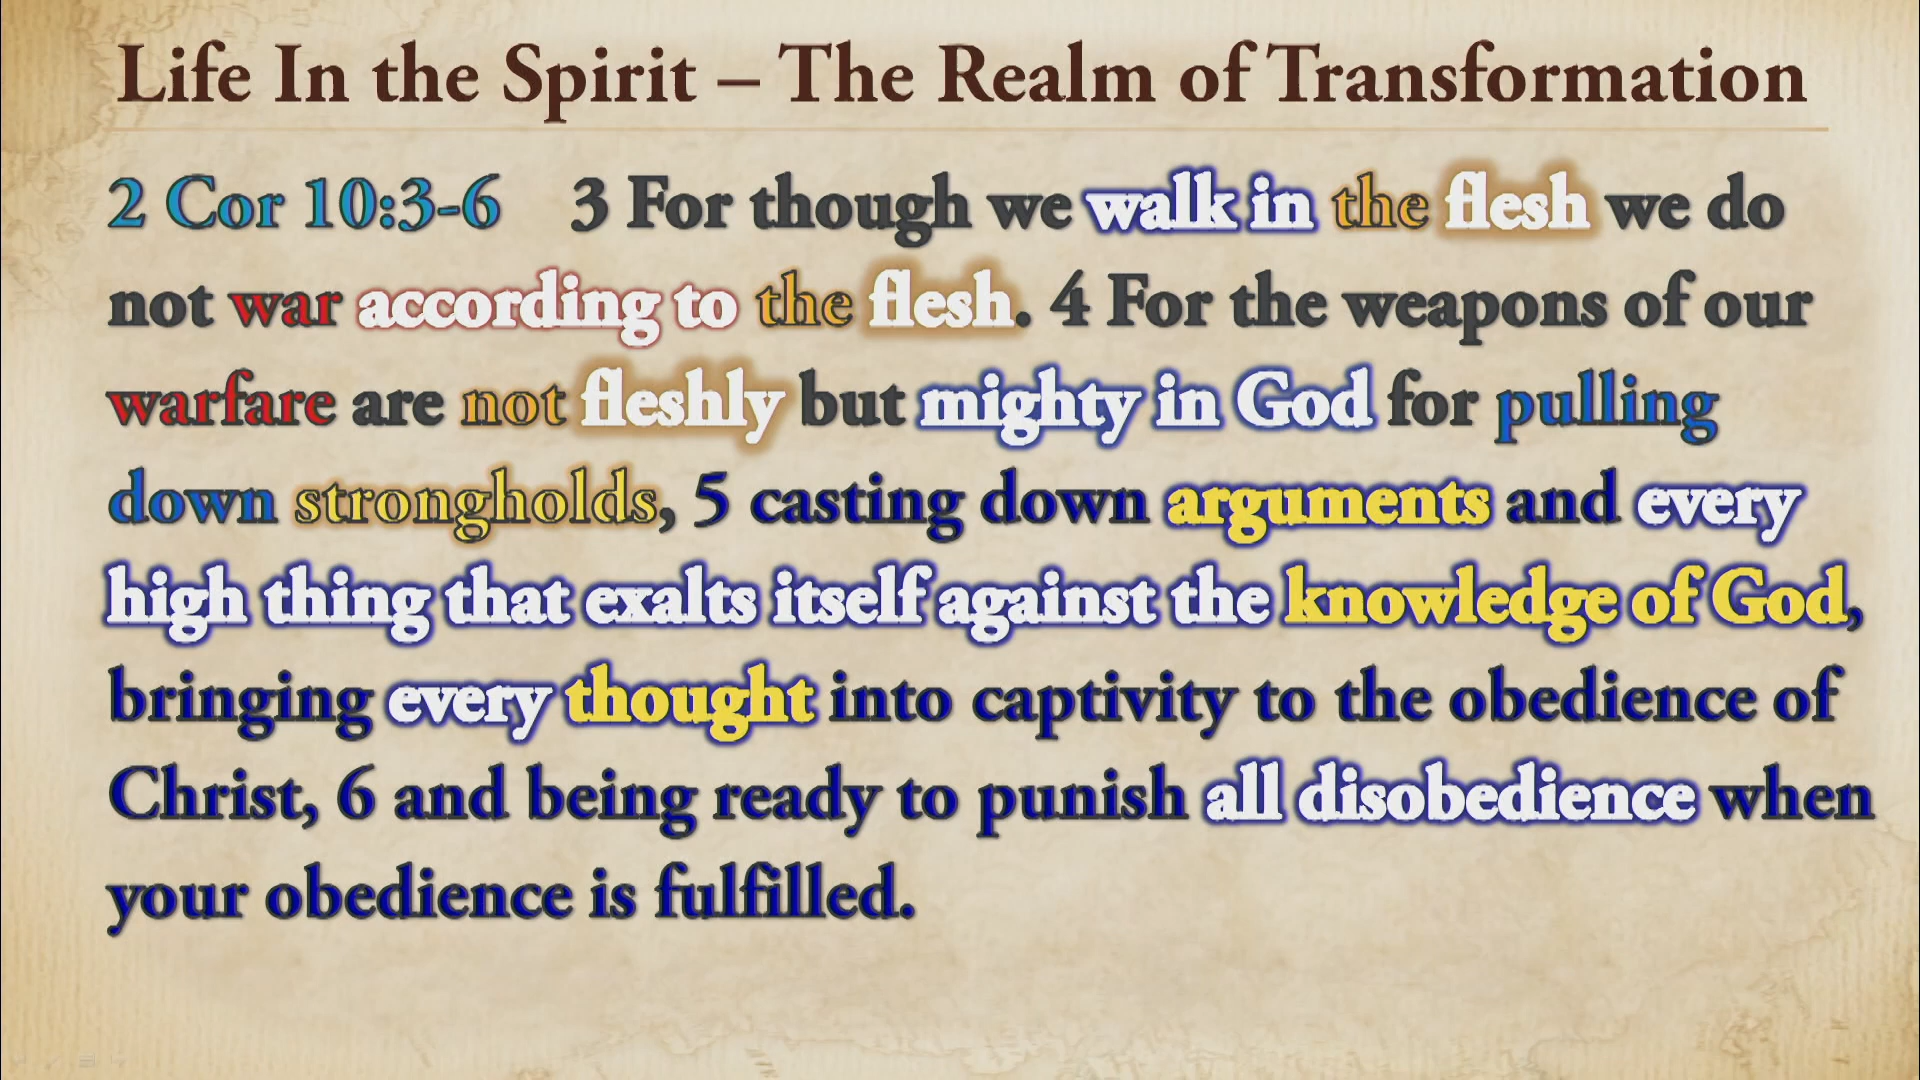 Life In the Spirit – The Realm of Transformation
2 Cor 10:3-6 3 For though we walk in the flesh we do
not war according to the flesh. 4 For the weapons of our
warfare are not fleshly but mighty in God for pulling
down strongholds, 5 casting down arguments and every
high thing that exalts itself against the knowledge of God,
bringing every thought into captivity to the obedience of
Christ, 6 and being ready to punish all disobedience when
your obedience is fulfilled.